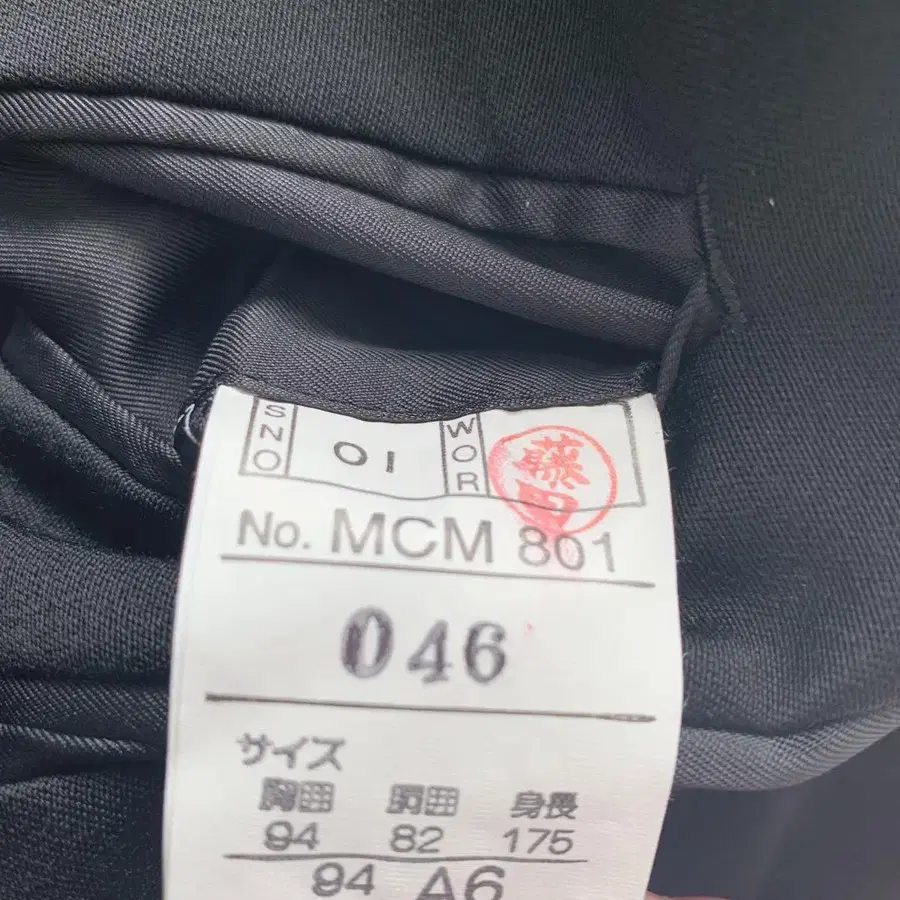 SNO 01 WOR 藤田
No. MCM 801
046
サイズ
胸囲 胴囲 身長
94 82 175
94 A6